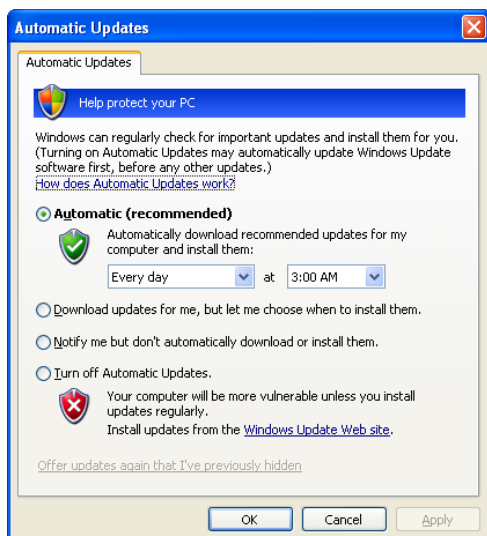 Automatic Updates
Automatic Updates
Help protect your PC
Windows can regularly check for important updates and install them for you.
(Turning on Automatic Updates may automatically update Windows Update
software first, before any other updates.)
How does Automatic Updates work?
Automatic (recommended)
Automatically download recommended updates for my
computer and install them:
Every day at 3:00 AM
Download updates for me, but let me choose when to install them.
Notify me but don't automatically download or install them.
Turn off Automatic Updates.
Your computer will be more vulnerable unless you install
updates regularly.
Install updates from the Windows Update Web site.
Offer updates again that I've previously hidden
OK Cancel Apply